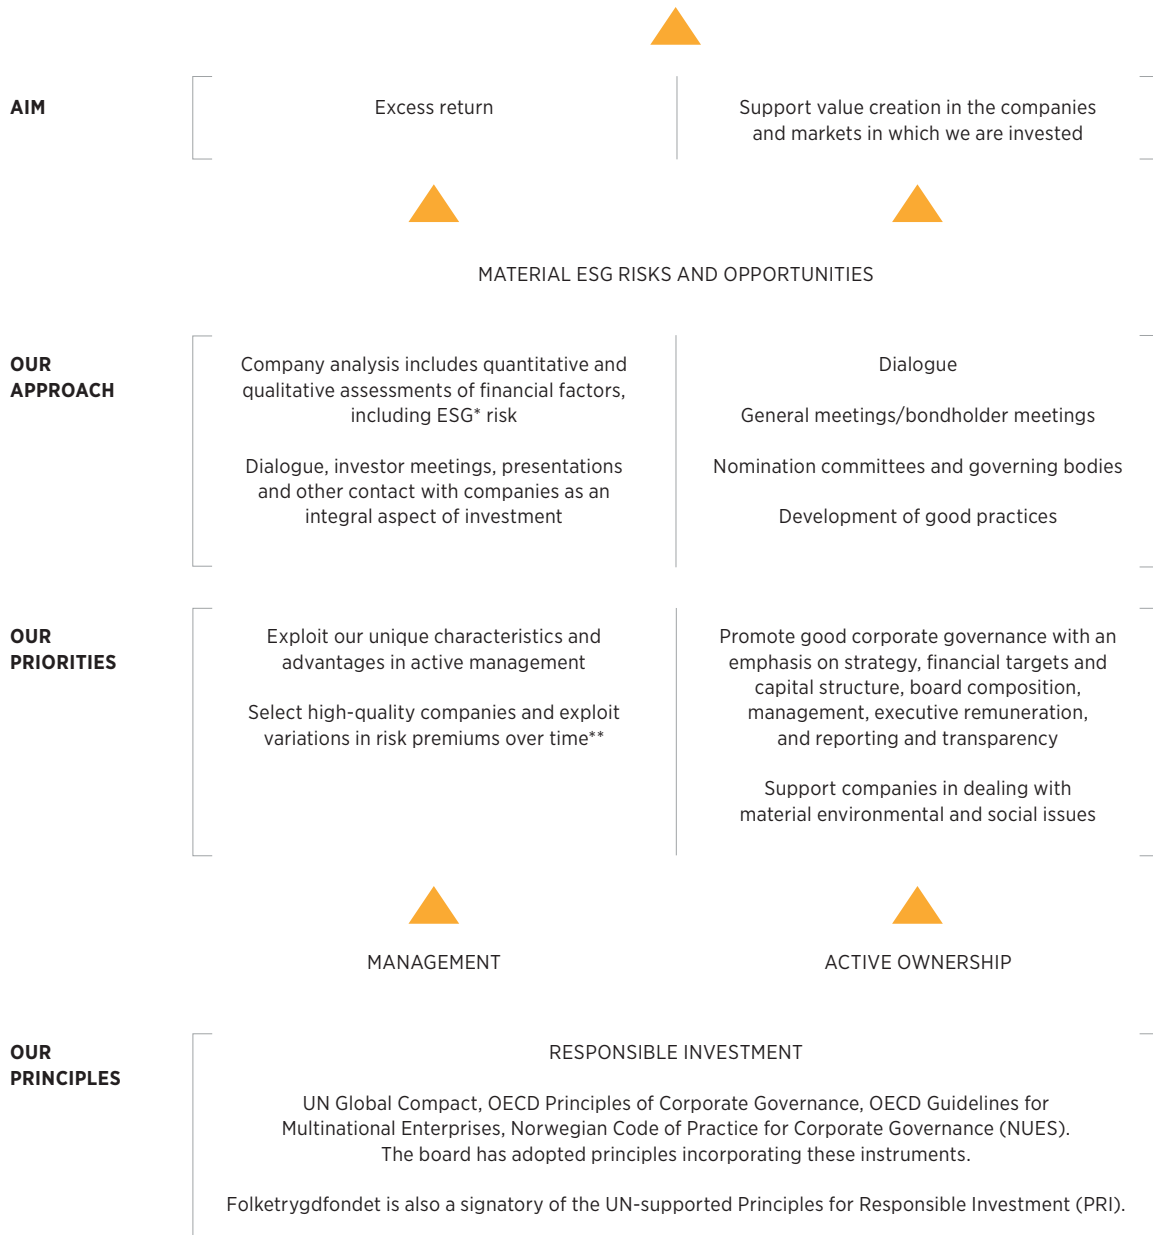 AIM
Excess return
Support value creation in the companies
and markets in which we are invested
MATERIAL ESG RISKS AND OPPORTUNITIES
OUR
APPROACH
Company analysis includes quantitative and
qualitative assessments of financial factors,
including ESG* risk
Dialogue, investor meetings, presentations
and other contact with companies as an
integral aspect of investment
Dialogue
General meetings/bondholder meetings
Nomination committees and governing bodies
Development of good practices
OUR
PRIORITIES
Exploit our unique characteristics and
advantages in active management
Select high-quality companies and exploit
variations in risk premiums over time**
Promote good corporate governance with an
emphasis on strategy, financial targets and
capital structure, board composition,
management, executive remuneration,
and reporting and transparency
Support companies in dealing with
material environmental and social issues
MANAGEMENT
ACTIVE OWNERSHIP
OUR
PRINCIPLES
RESPONSIBLE INVESTMENT
UN Global Compact, OECD Principles of Corporate Governance, OECD Guidelines for
Multinational Enterprises, Norwegian Code of Practice for Corporate Governance (NUES).
The board has adopted principles incorporating these instruments.
Folketrygdfondet is also a signatory of the UN-supported Principles for Responsible Investment (PRI).